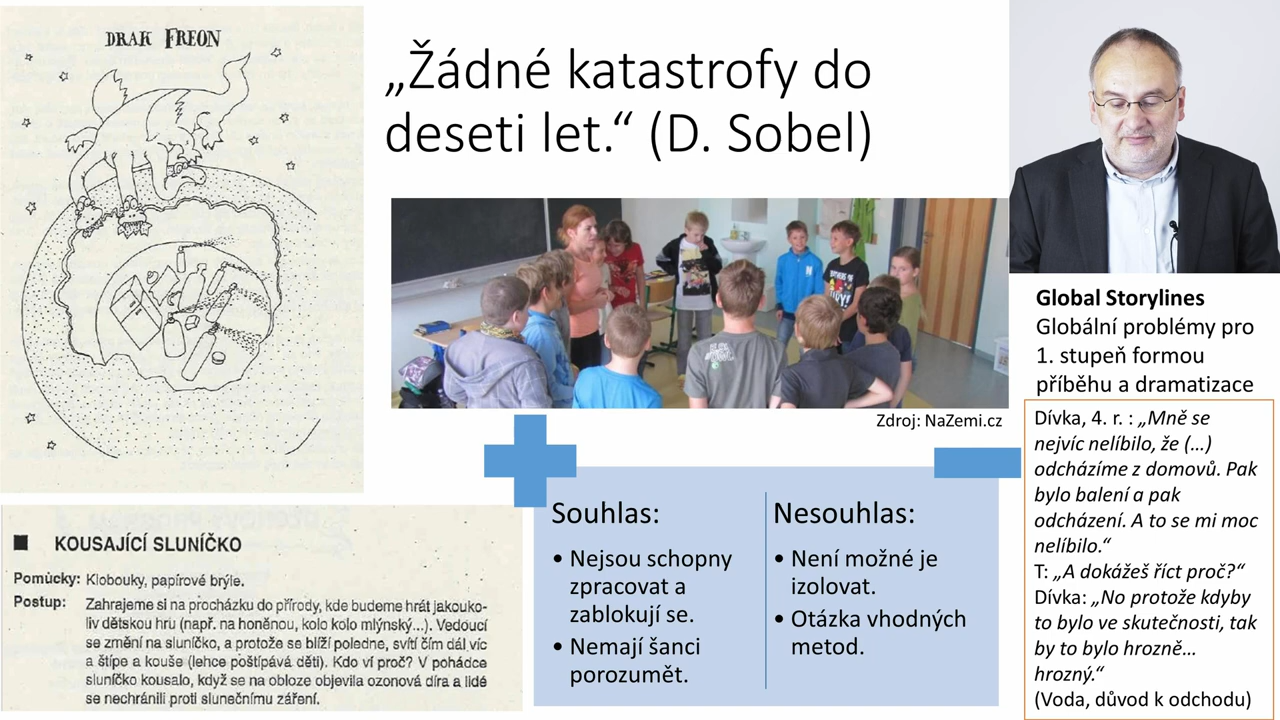 DRAK FREON
„Žádné katastrofy do
deseti let.“ (D. Sobel)
Zdroj: NaZemi.cz
Global Storylines
Globální problémy pro
1. stupeň formou
příběhu a dramatizace
Dívka, 4. r. : „Mně se
nejvíc nelíbilo, že (…)
odcházíme z domovů. Pak
bylo balení a pak
odcházení. A to se mi moc
nelíbilo.“
T: „A dokážeš říct proč?“
Dívka: „No protože kdyby
to bylo ve skutečnosti, tak
by to bylo hrozně…
hrozný.“
(Voda, důvod k odchodu)
Souhlas:
• Nejsou schopny
zpracovat a
zablokují se.
• Nemají šanci
porozumět.
Nesouhlas:
• Není možné je
izolovat.
• Otázka vhodných
metod.
■ KOUSAJÍCÍ SLUNÍČKO
Pomůcky: Klobouky, papírové brýle.
Postup: Zahrajeme si na procházku do přírody, kde budeme hrát jakouko-
liv dětskou hru (např. na honěnou, kolo kolo mlýnský...). Vedoucí
se změní na sluníčko, a protože se blíží poledne, svítí čím dál víc
a štípe a kouše (lehce poštípává děti). Kdo ví proč? V pohádce
sluníčko kousalo, když se na obloze objevila ozonová díra a lidé
se nechránili proti slunečnímu záření.